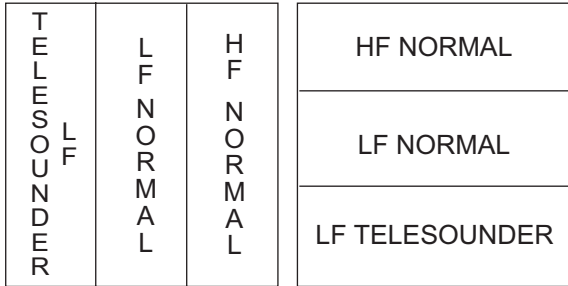 TELESOUNDER
LF
LF NORMAL
HF NORMAL
HF NORMAL
LF NORMAL
LF TELESOUNDER